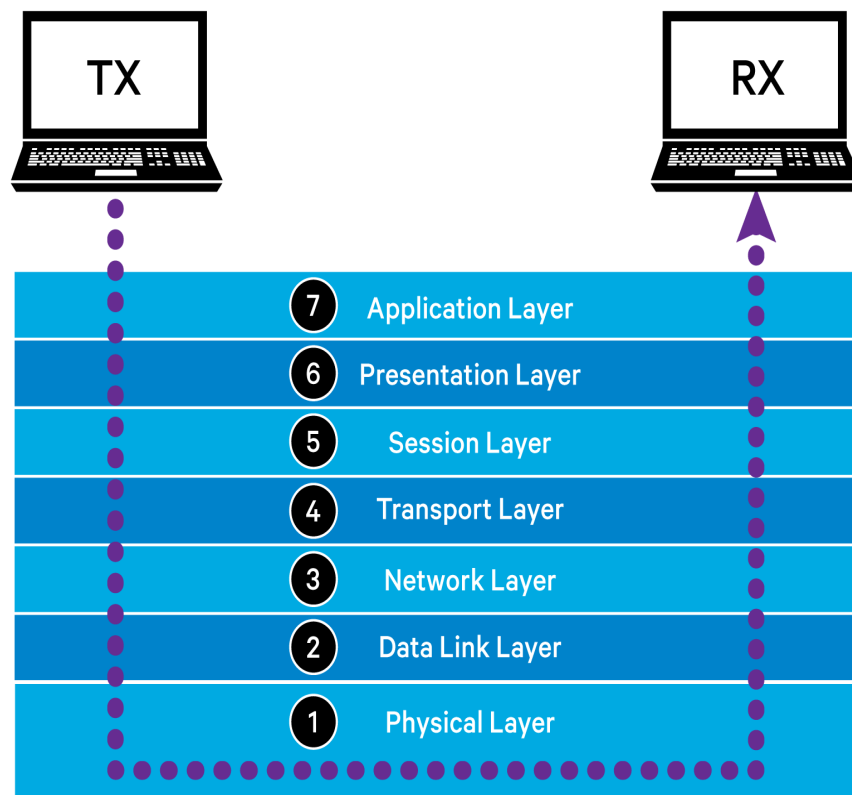 TX
RX
7 Application Layer
6 Presentation Layer
5 Session Layer
4 Transport Layer
3 Network Layer
2 Data Link Layer
1 Physical Layer